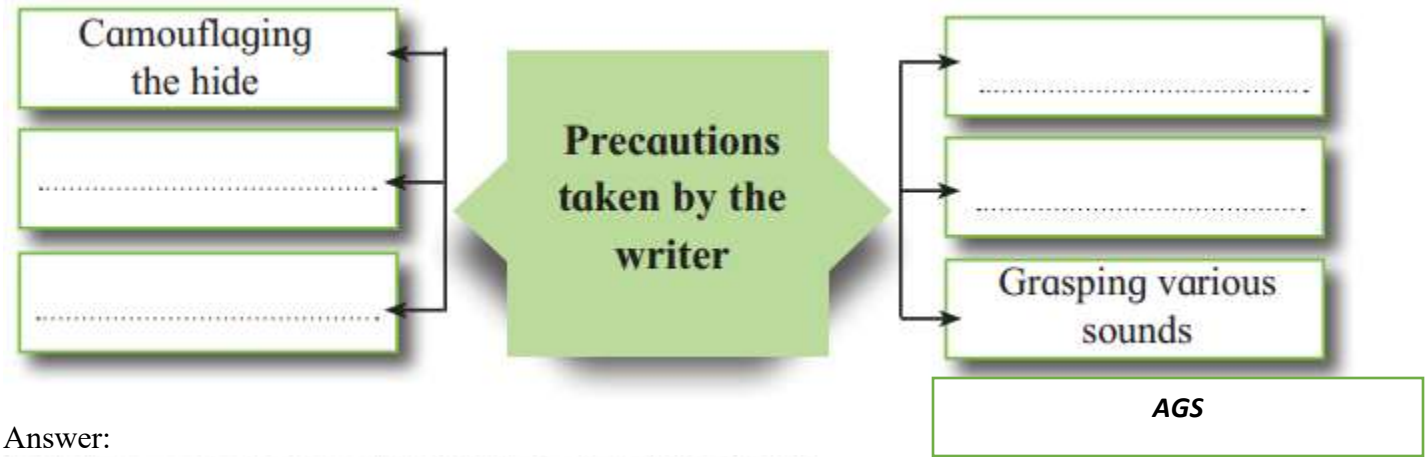 Camouflaging
the hide
Precautions
taken by the
writer
Grasping various
sounds
AGS
Answer: